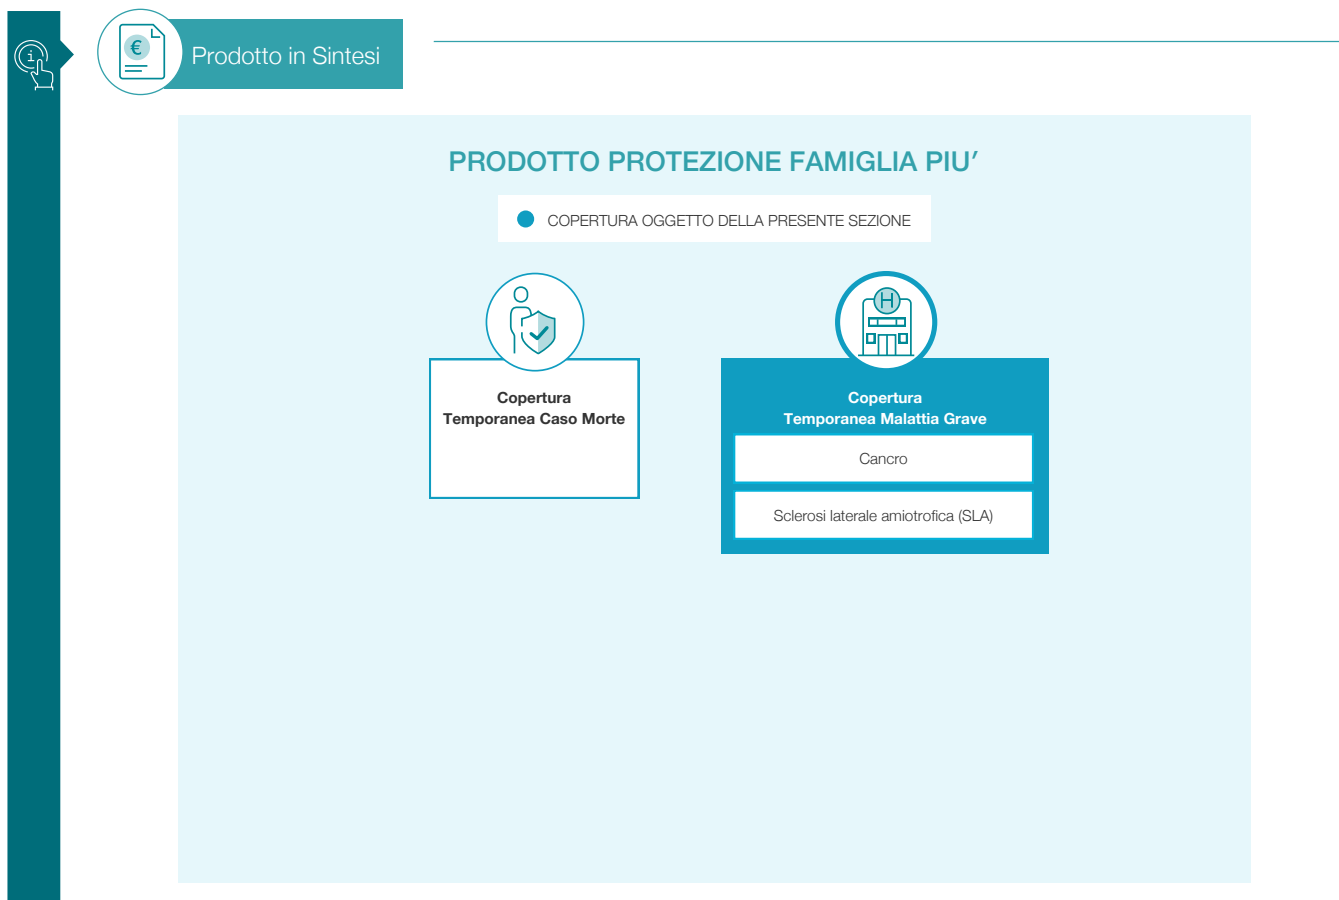 i
€
Prodotto in Sintesi
PRODOTTO PROTEZIONE FAMIGLIA PIU’
COPERTURA OGGETTO DELLA PRESENTE SEZIONE
H
Copertura
Temporanea Caso Morte
Copertura
Temporanea Malattia Grave
Cancro
Sclerosi laterale amiotrofica (SLA)